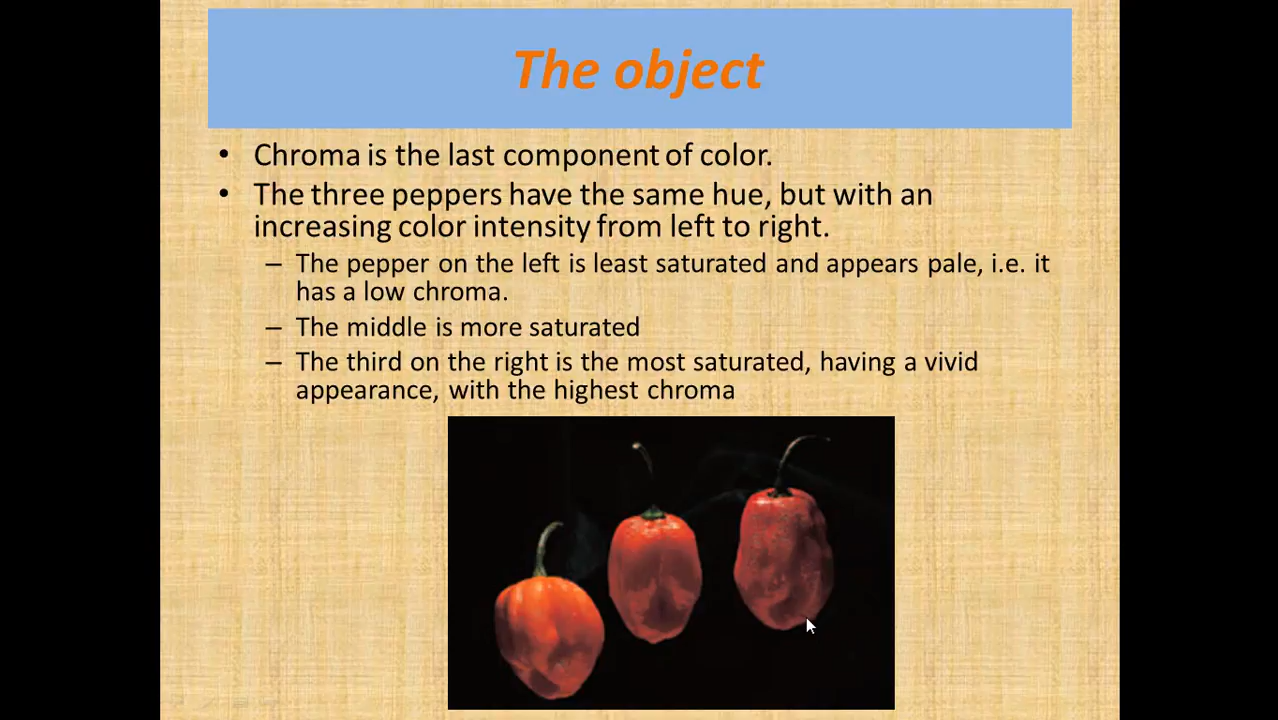 The object
• Chroma is the last component of color.
• The three peppers have the same hue, but with an
increasing color intensity from left to right.
– The pepper on the left is least saturated and appears pale, i.e. it
has a low chroma.
– The middle is more saturated
– The third on the right is the most saturated, having a vivid
appearance, with the highest chroma